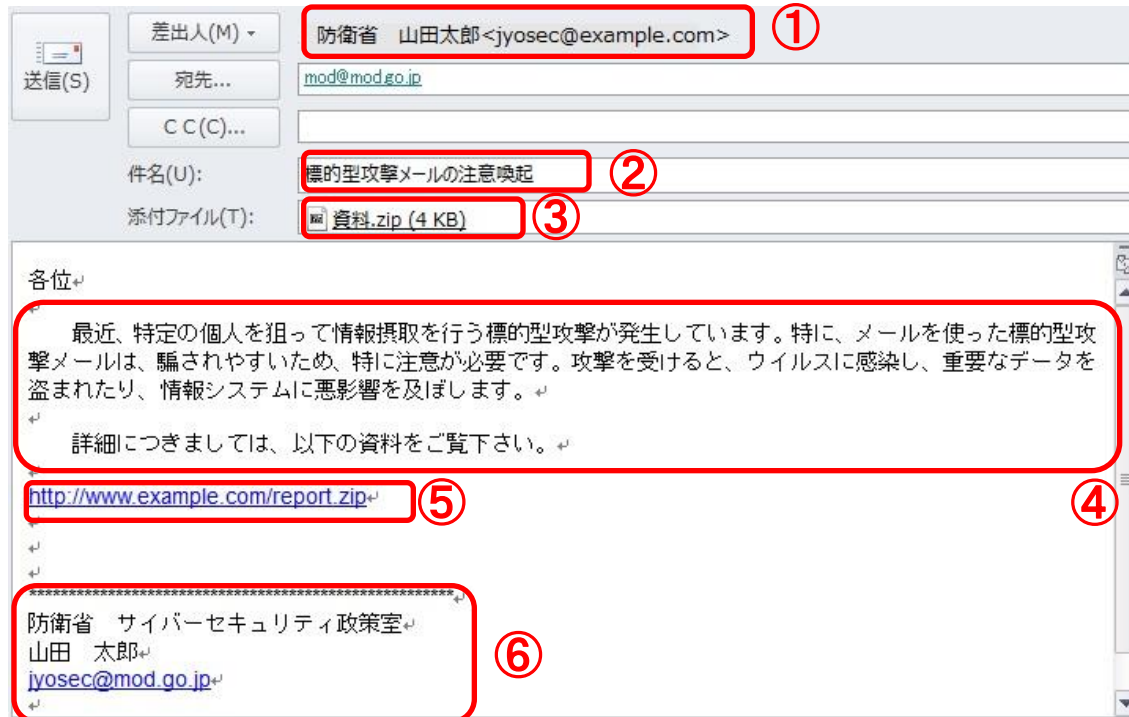 差出人(M)
防衛省　山田太郎<jyosec@example.com>
①
送信(S)
宛先...
mod@mod.go.jp
C C(C)...
件名(U):
標的型攻撃メールの注意喚起
②
添付ファイル(T):
資料.zip (4 KB)
③
各位↵
↵
　最近、特定の個人を狙って情報摂取を行う標的型攻撃が発生しています。特に、メールを使った標的型攻
撃メールは、騙されやすいため、特に注意が必要です。攻撃を受けると、ウイルスに感染し、重要なデータを
盗まれたり、情報システムに悪影響を及ぼします。↵
↵
　詳細につきましては、以下の資料をご覧下さい。↵
④
↵
http://www.example.com/report.zip↵
⑤
↵
↵
↵
******************************************************↵
防衛省　サイバーセキュリティ政策室↵
山田　太郎↵
⑥
jyosec@mod.go.jp↵
↵